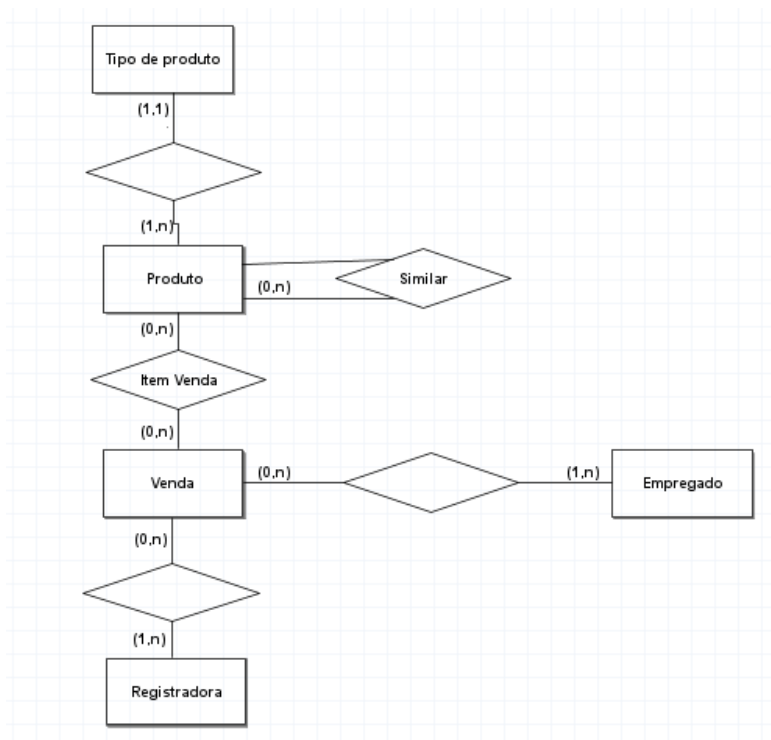 Tipo de produto
(1,1)
(1,n)
Produto
(0,n)
Similar
(0,n)
Item Venda
(0,n)
Venda
(0,n)
(1,n)
Empregado
(0,n)
(1,n)
Registradora